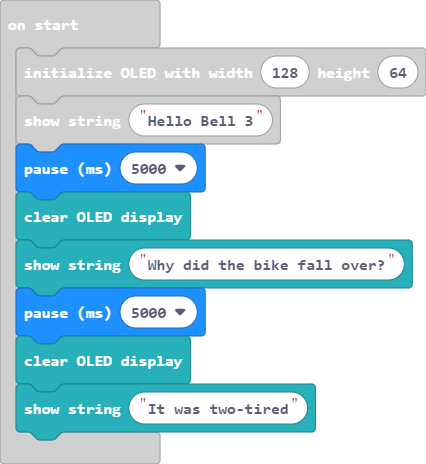 on start
initialize OLED with width 128 height 64
show string "Hello Bell 3"
pause (ms) 5000
clear OLED display
show string "Why did the bike fall over?"
pause (ms) 5000
clear OLED display
show string "It was two-tired"